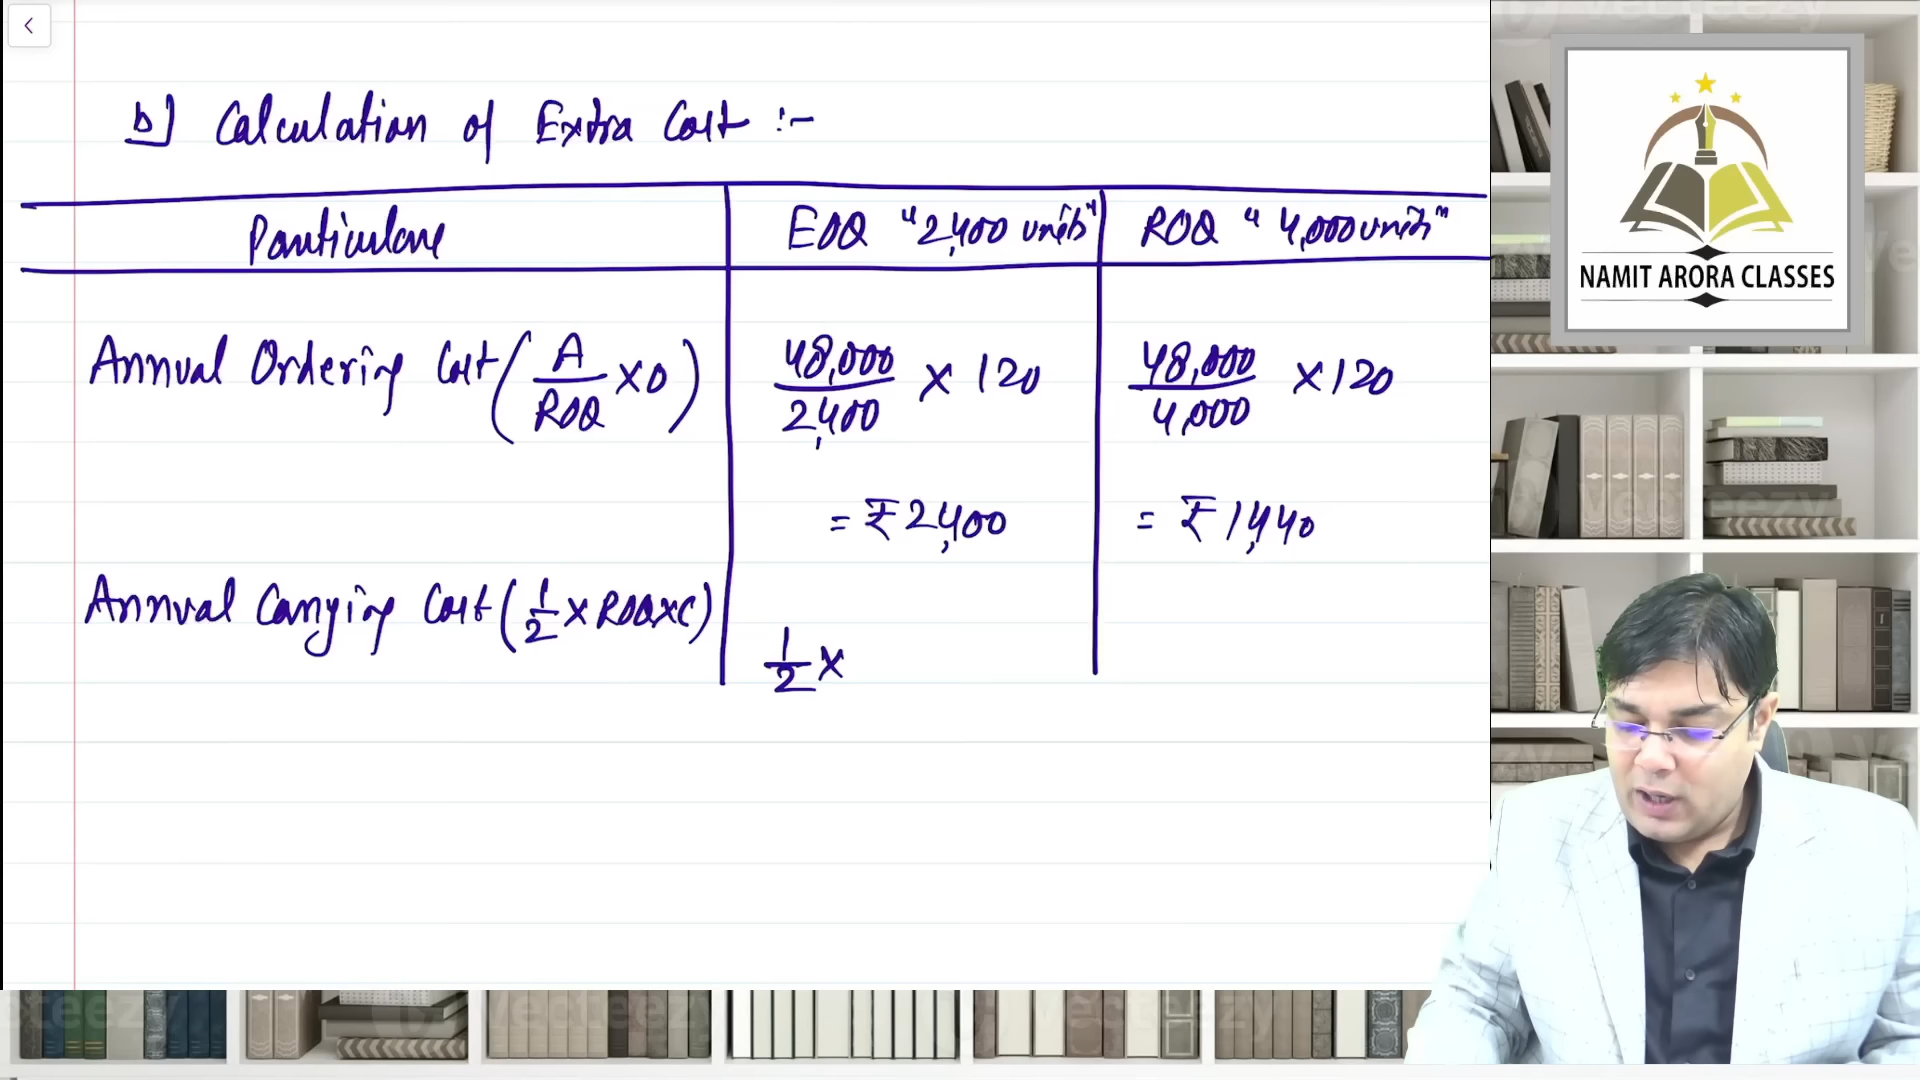 b] Calculation of Extra Cost :-
Particulars EOQ "2,400 units" ROQ "4,000 units"
Annual Ordering Cost (A/ROQ × O) 48,000/2,400 × 120 48,000/4,000 × 120
= ₹ 2,400 = ₹ 1,440
Annual Carrying Cost (1/2 × ROQ × C) 1/2 ×
NAMIT ARORA CLASSES